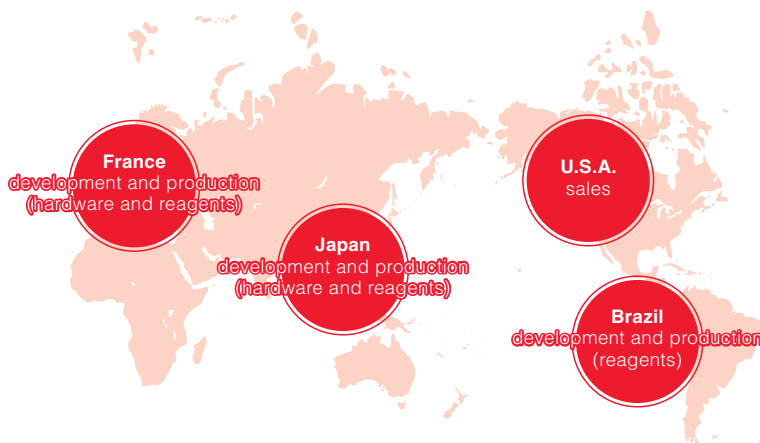 France
development and production
(hardware and reagents)
Japan
development and production
(hardware and reagents)
U.S.A.
sales
Brazil
development and production
(reagents)